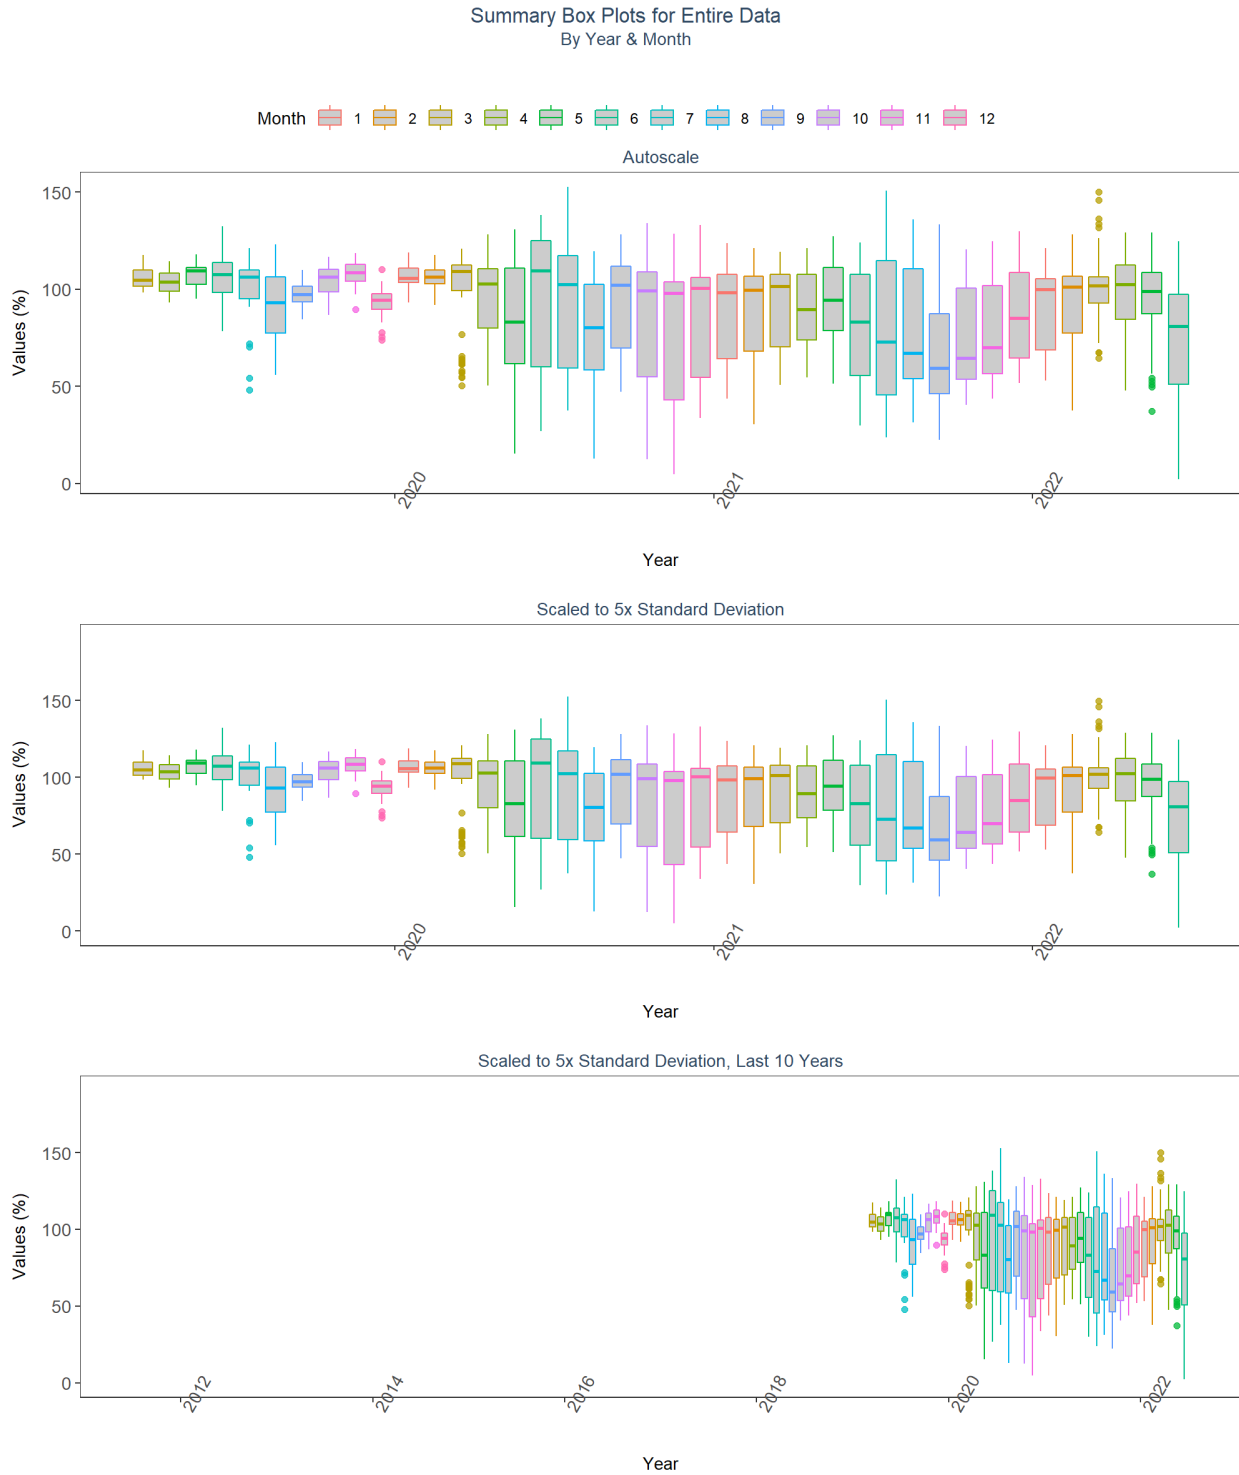 Summary Box Plots for Entire Data
By Year & Month
Month 1 2 3 4 5 6 7 8 9 10 11 12
Autoscale
Values (%)
150
100
50
0
2020 2021 2022
Year
Scaled to 5x Standard Deviation
Values (%)
150
100
50
0
2020 2021 2022
Year
Scaled to 5x Standard Deviation, Last 10 Years
Values (%)
150
100
50
0
2012 2014 2016 2018 2020 2022
Year